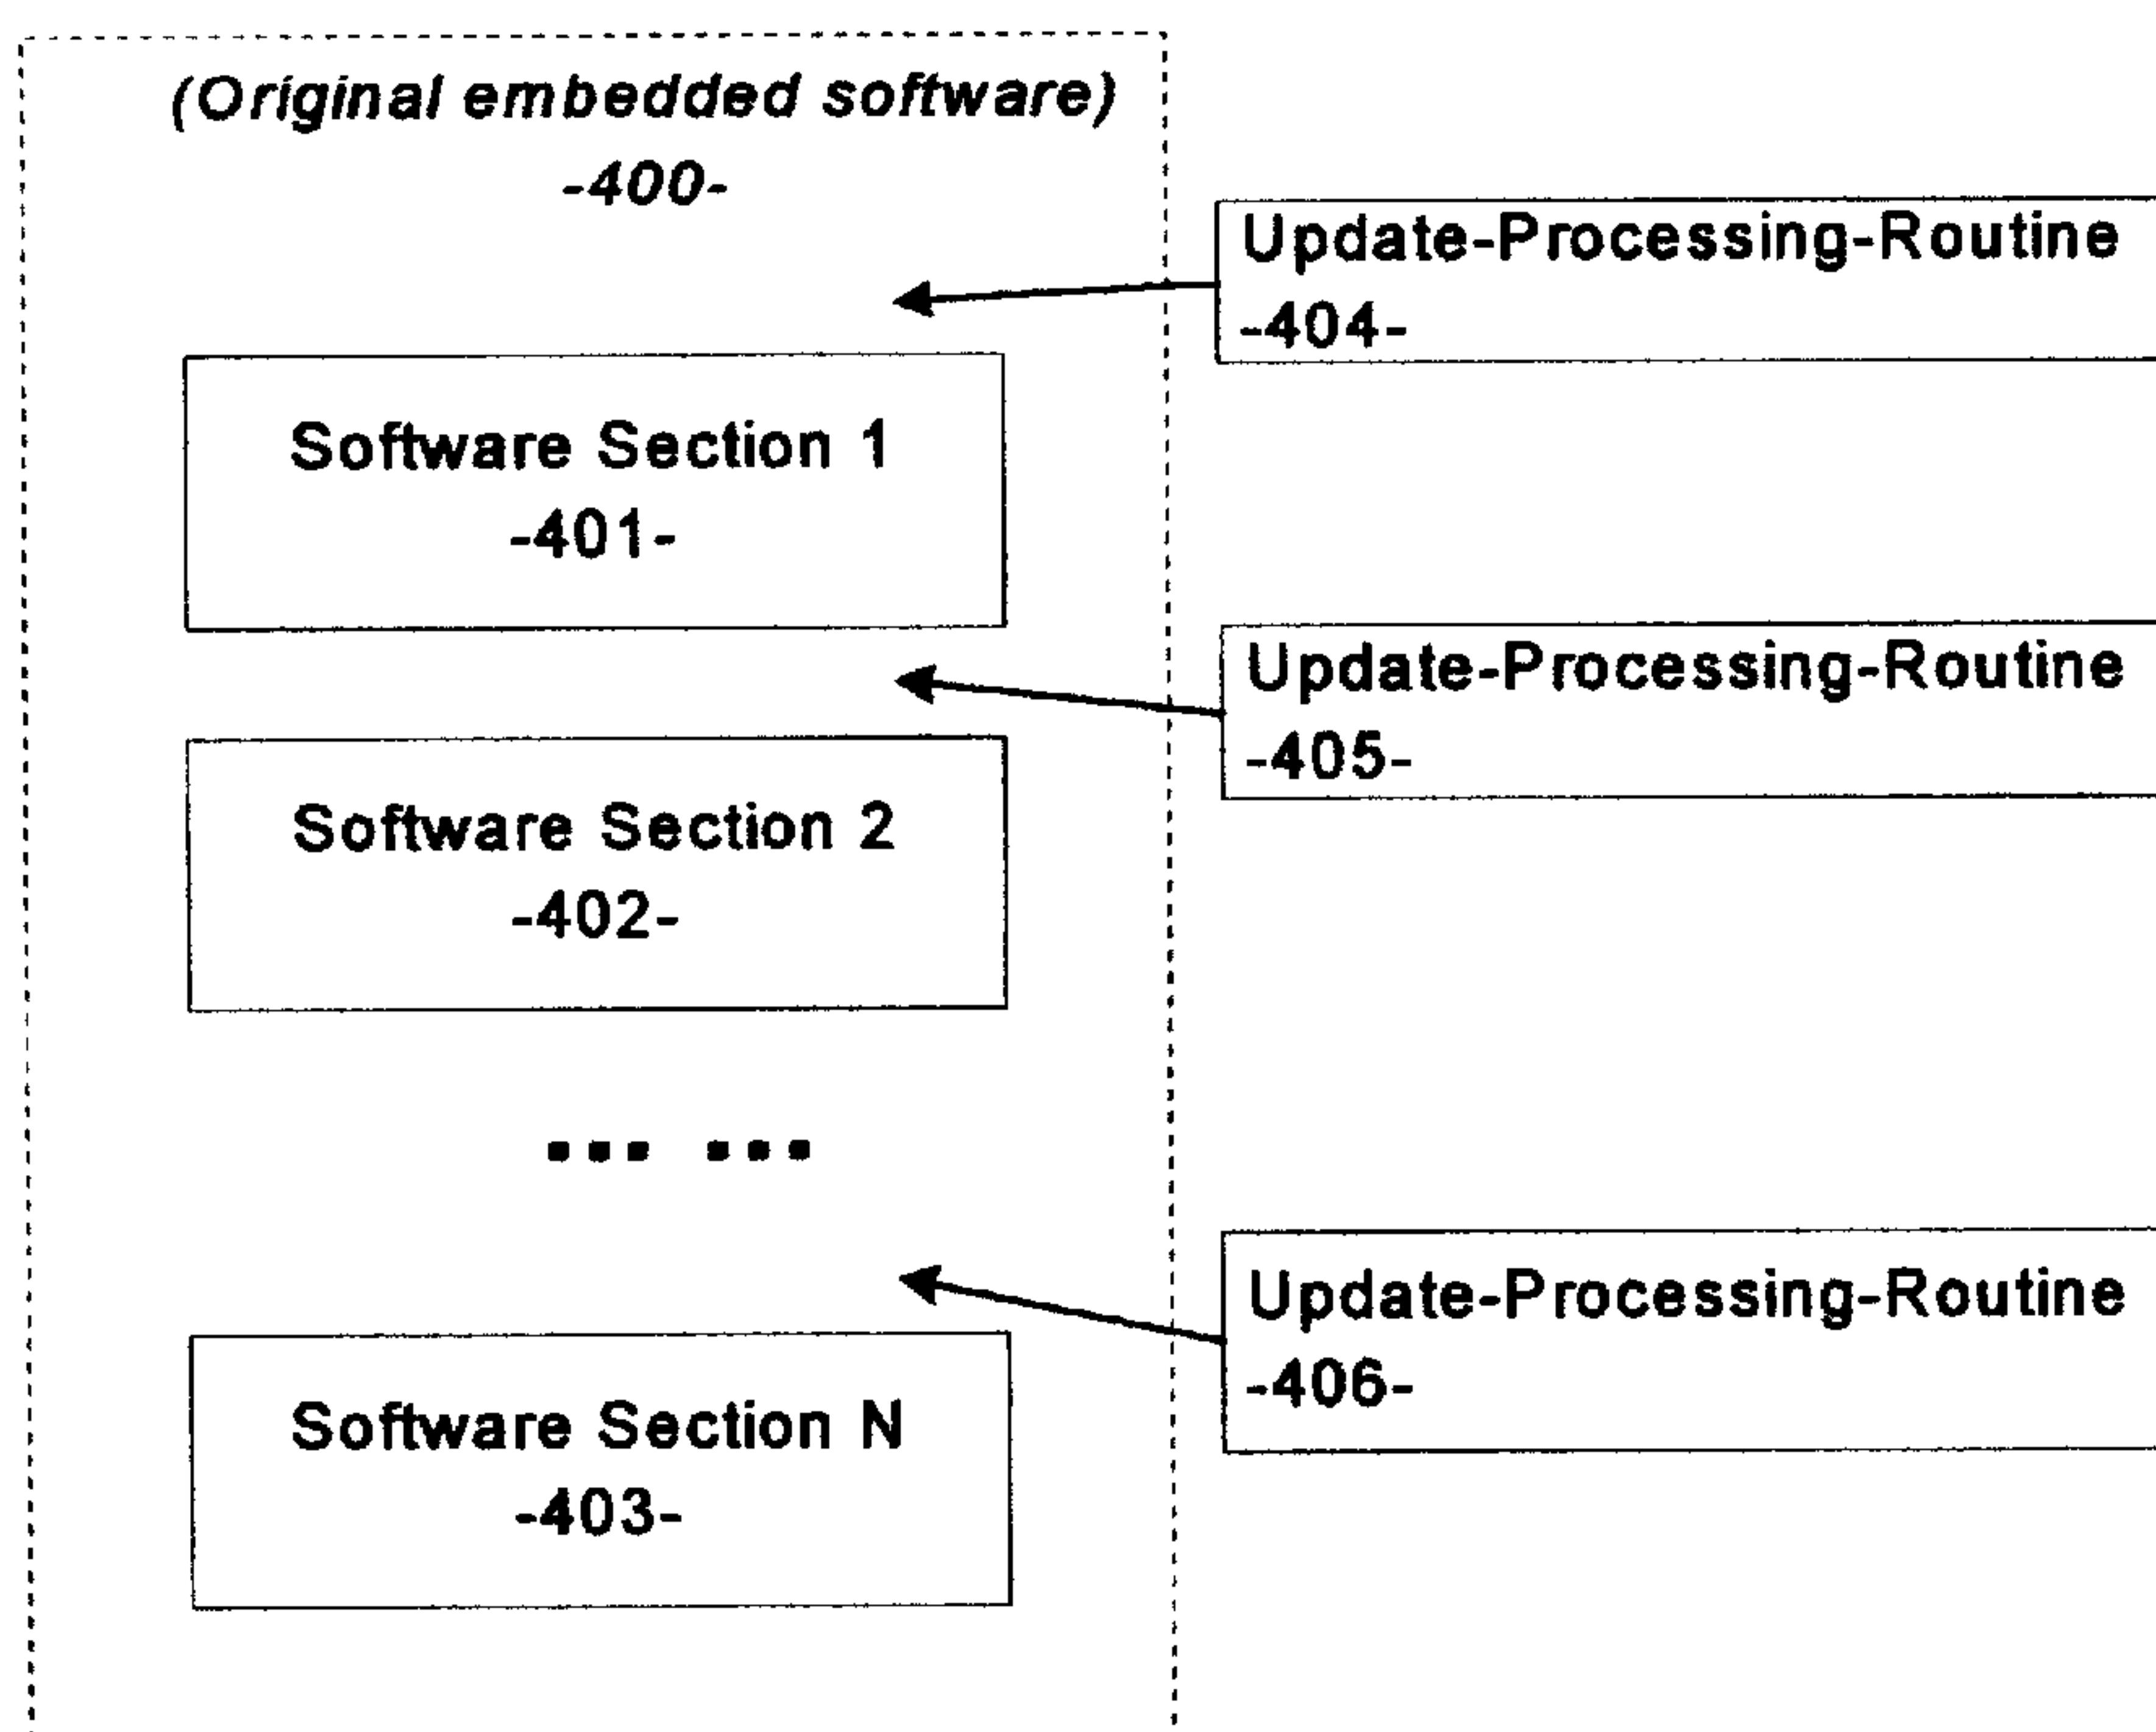 (Original embedded software)
-400-
Update-Processing-Routine
-404-
Software Section 1
-401-
Update-Processing-Routine
-405-
Software Section 2
-402-
... ...
Update-Processing-Routine
-406-
Software Section N
-403-